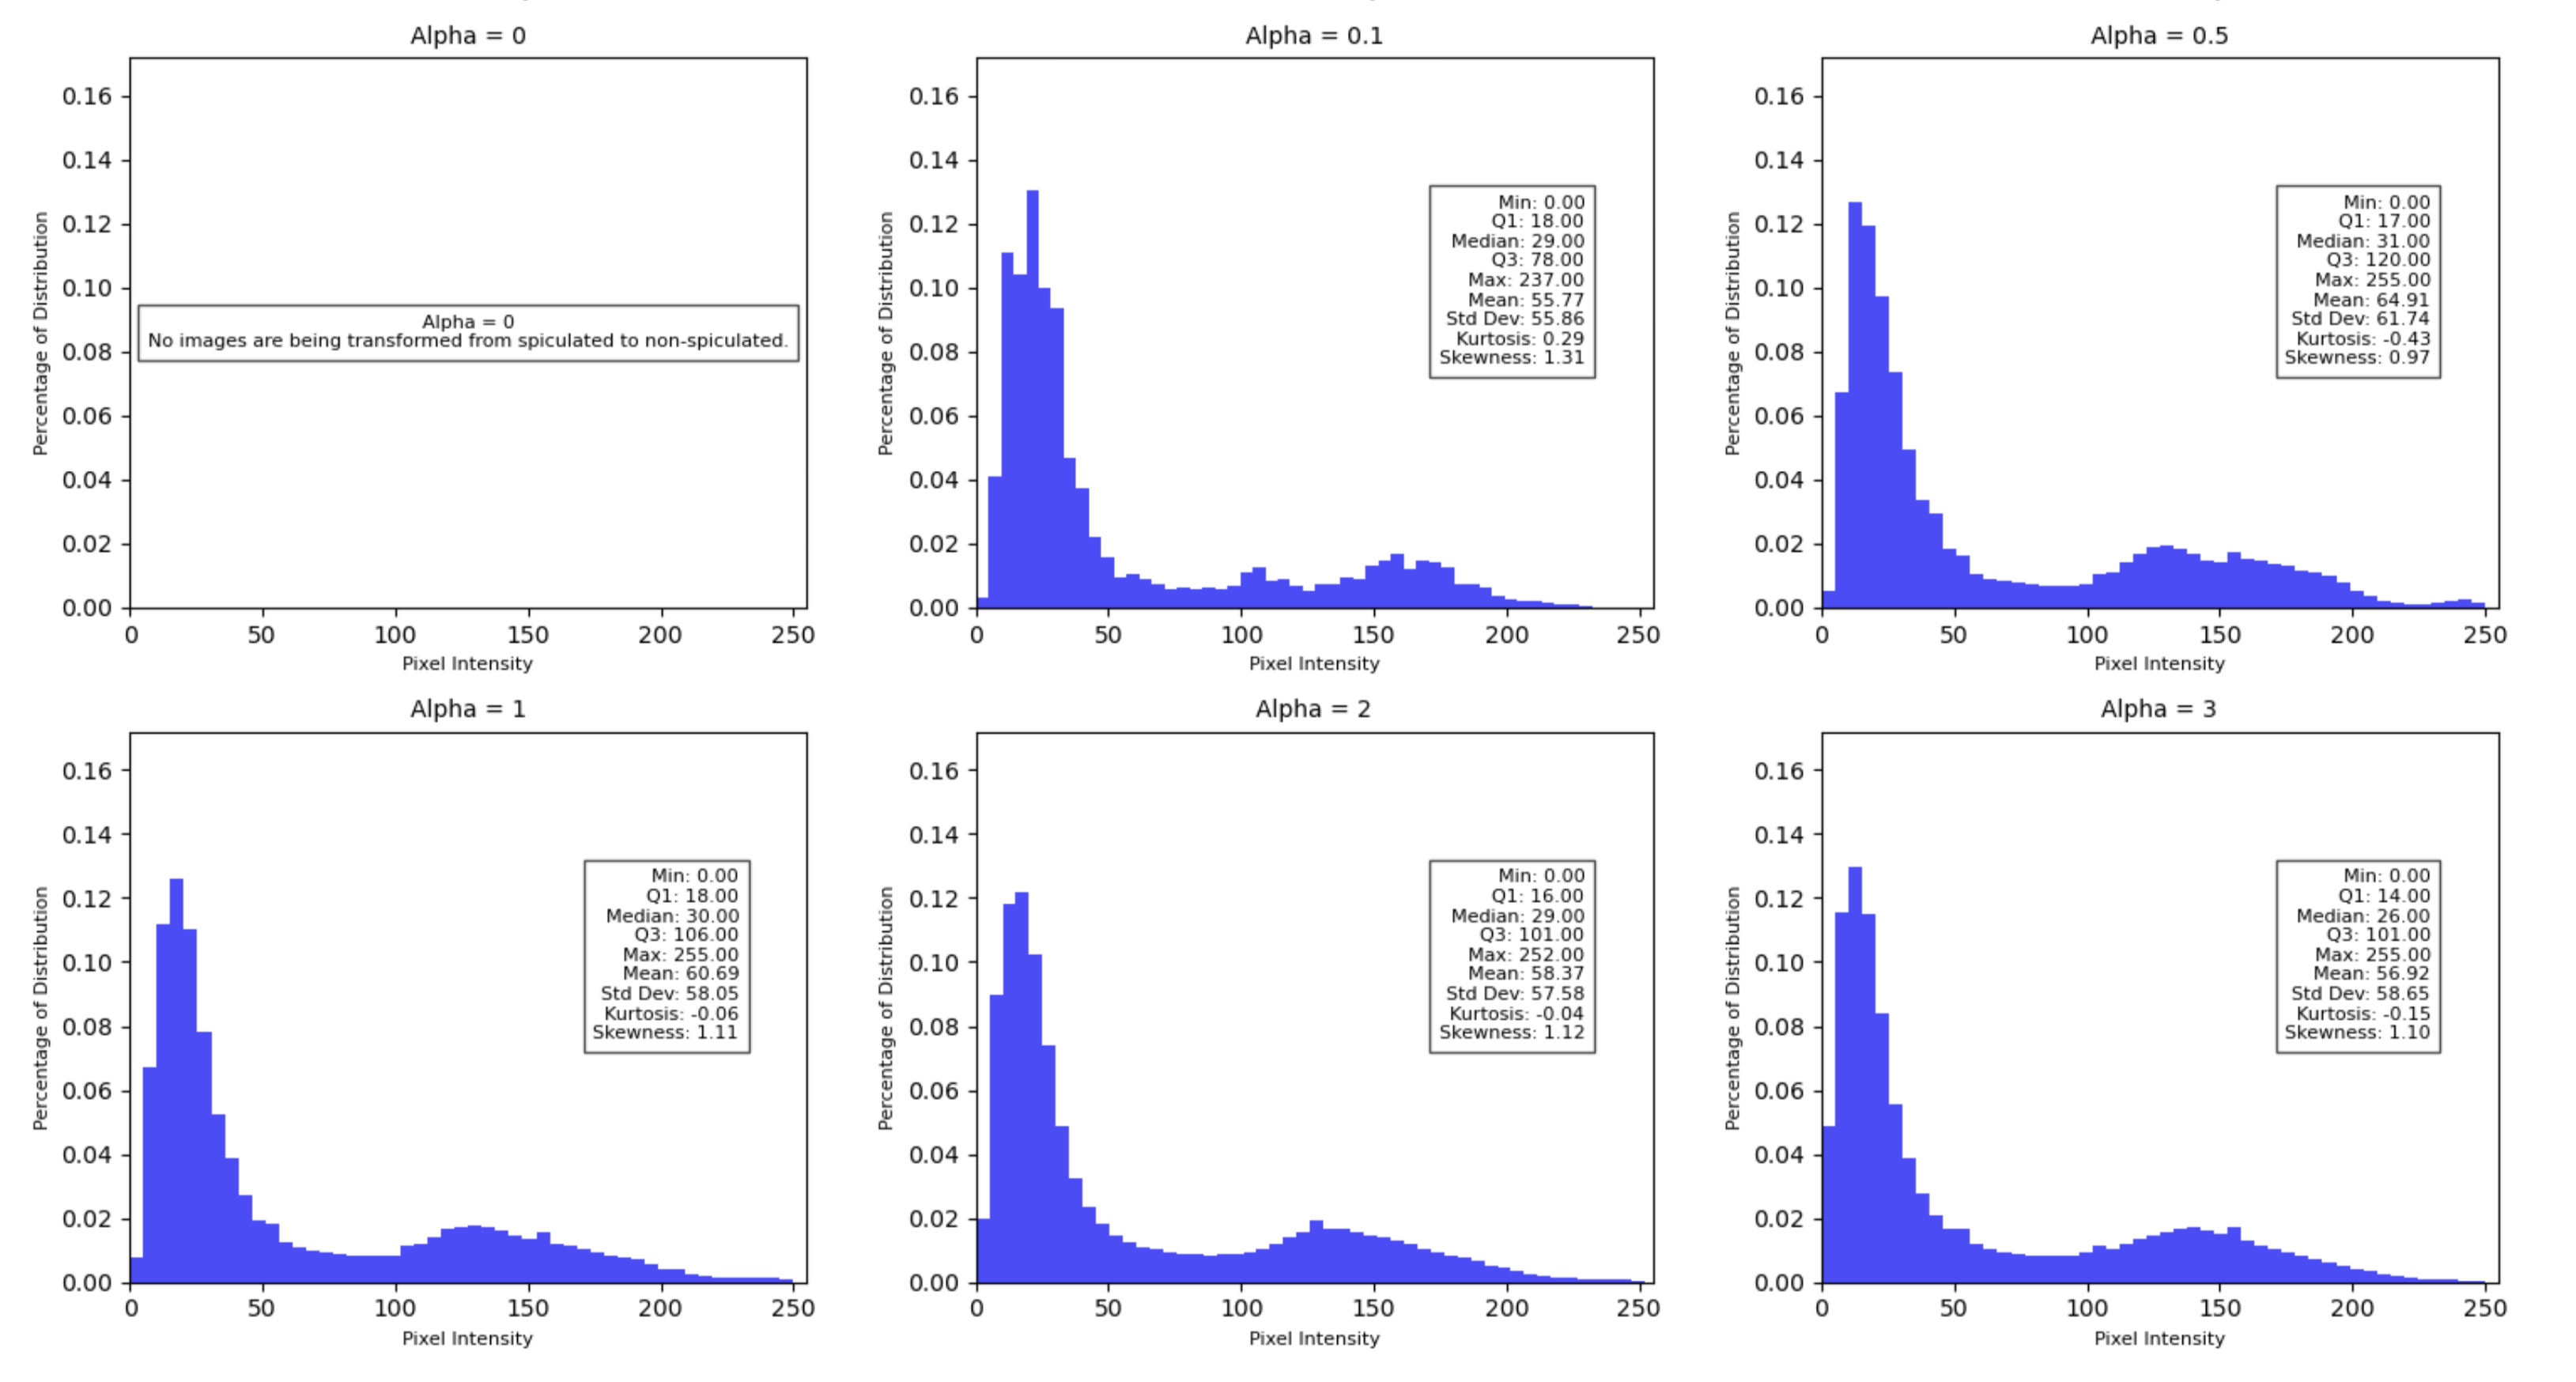 Alpha = 0
0.16
0.14
0.12
0.10
0.08
0.06
0.04
0.02
0.00
Percentage of Distribution
Alpha = 0
No images are being transformed from spiculated to non-spiculated.
0 50 100 150 200 250
Pixel Intensity
Alpha = 0.1
0.16
0.14
0.12
0.10
0.08
0.06
0.04
0.02
0.00
Percentage of Distribution
Min: 0.00
Q1: 18.00
Median: 29.00
Q3: 78.00
Max: 237.00
Mean: 55.77
Std Dev: 55.86
Kurtosis: 0.29
Skewness: 1.31
0 50 100 150 200 250
Pixel Intensity
Alpha = 0.5
0.16
0.14
0.12
0.10
0.08
0.06
0.04
0.02
0.00
Percentage of Distribution
Min: 0.00
Q1: 17.00
Median: 31.00
Q3: 120.00
Max: 255.00
Mean: 64.91
Std Dev: 61.74
Kurtosis: -0.43
Skewness: 0.97
0 50 100 150 200 250
Pixel Intensity
Alpha = 1
0.16
0.14
0.12
0.10
0.08
0.06
0.04
0.02
0.00
Percentage of Distribution
Min: 0.00
Q1: 18.00
Median: 30.00
Q3: 106.00
Max: 255.00
Mean: 60.69
Std Dev: 58.05
Kurtosis: -0.06
Skewness: 1.11
0 50 100 150 200 250
Pixel Intensity
Alpha = 2
0.16
0.14
0.12
0.10
0.08
0.06
0.04
0.02
0.00
Percentage of Distribution
Min: 0.00
Q1: 16.00
Median: 29.00
Q3: 101.00
Max: 252.00
Mean: 58.37
Std Dev: 57.58
Kurtosis: -0.04
Skewness: 1.12
0 50 100 150 200 250
Pixel Intensity
Alpha = 3
0.16
0.14
0.12
0.10
0.08
0.06
0.04
0.02
0.00
Percentage of Distribution
Min: 0.00
Q1: 14.00
Median: 26.00
Q3: 101.00
Max: 255.00
Mean: 56.92
Std Dev: 58.65
Kurtosis: -0.15
Skewness: 1.10
0 50 100 150 200 250
Pixel Intensity